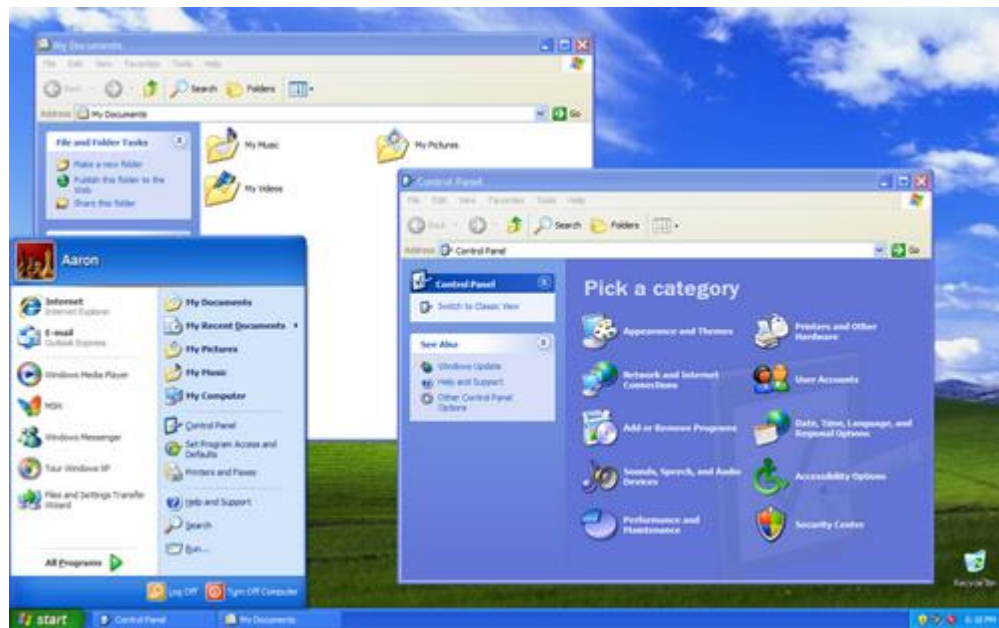 My Documents
File Edit View Favorites Tools Help
Back Search Folders
Address My Documents Go
File and Folder Tasks
Make a new folder
Publish this folder to the
Web
Share this folder
My Music
My Pictures
My Videos
Control Panel
File Edit View Favorites Tools Help
Back Search Folders
Address Control Panel Go
Control Panel
Switch to Classic View
See Also
Windows Update
Help and Support
Other Control Panel
Options
Pick a category
Appearance and Themes
Printers and Other
Hardware
Network and Internet
Connections
User Accounts
Add or Remove Programs
Date, Time, Language, and
Regional Options
Sounds, Speech, and Audio
Devices
Accessibility Options
Performance and
Maintenance
Security Center
Aaron
Internet
Internet Explorer
E-mail
Outlook Express
Windows Media Player
MSN
Windows Messenger
Tour Windows XP
Files and Settings Transfer
Wizard
All Programs
My Documents
My Recent Documents
My Pictures
My Music
My Computer
Control Panel
Set Program Access and
Defaults
Printers and Faxes
Help and Support
Search
Run...
Log Off Turn Off Computer
Recycle Bin
start Control Panel My Documents